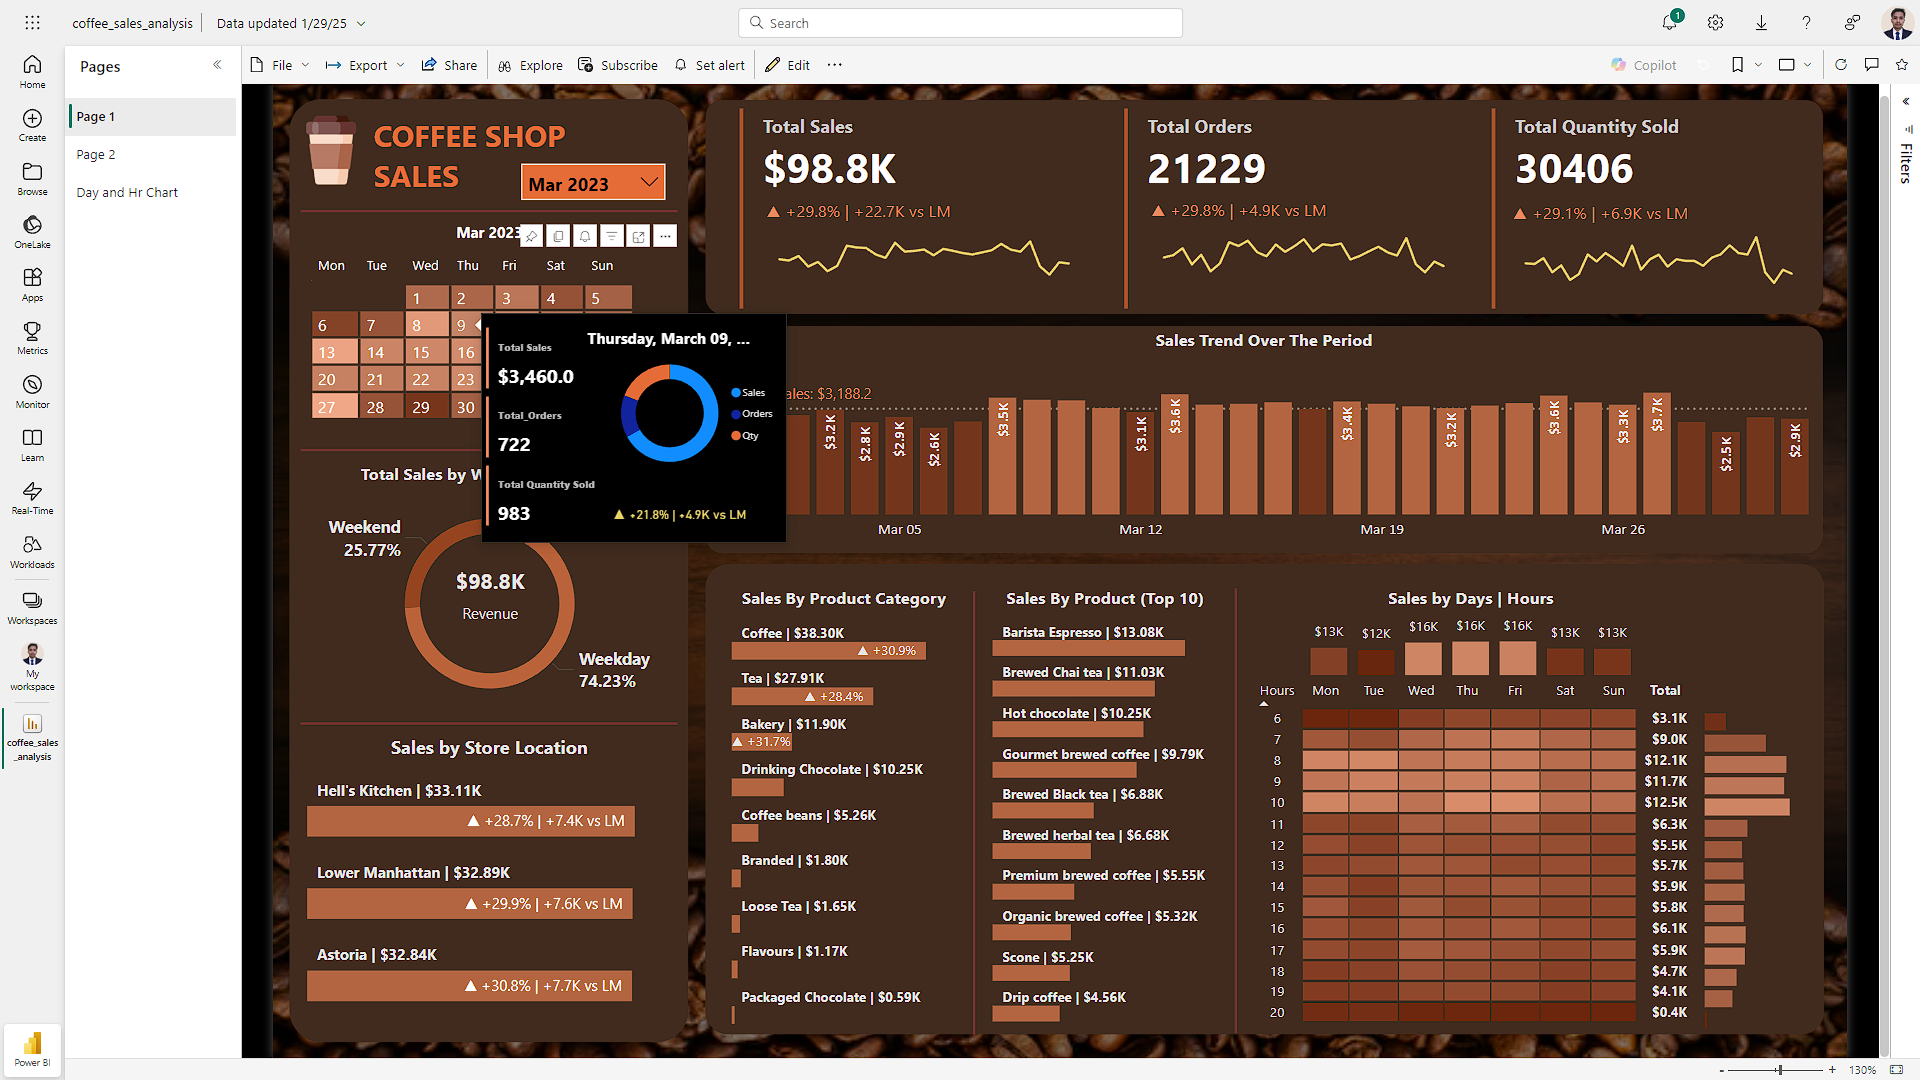 coffee_sales_analysis
Data updated 1/29/25
Search
1
Home
Create
Browse
OneLake
Apps
Metrics
Monitor
Learn
Real-Time
Workloads
Workspaces
My
workspace
coffee_sales
_analysis
Power BI
Pages
Page 1
Page 2
Day and Hr Chart
File
Export
Share
Explore
Subscribe
Set alert
Edit
Copilot
Filters
COFFEE SHOP
SALES
Mar 2023
Mar 2023
Mon Tue Wed Thu Fri Sat Sun
1 2 3 4 5
6 7 8 9
13 14 15 16
20 21 22 23
27 28 29 30
Thursday, March 09, ...
Total Sales
$3,460.0
Total_Orders
722
Total Quantity Sold
983
Sales
Orders
Qty
▲ +21.8% | +4.9K vs LM
Total Sales by W
Weekend
25.77%
$98.8K
Revenue
Weekday
74.23%
Sales by Store Location
Hell's Kitchen | $33.11K
▲ +28.7% | +7.4K vs LM
Lower Manhattan | $32.89K
▲ +29.9% | +7.6K vs LM
Astoria | $32.84K
▲ +30.8% | +7.7K vs LM
Total Sales
$98.8K
▲ +29.8% | +22.7K vs LM
Total Orders
21229
▲ +29.8% | +4.9K vs LM
Total Quantity Sold
30406
▲ +29.1% | +6.9K vs LM
Sales Trend Over The Period
ales: $3,188.2
$3.2K
$2.8K
$2.9K
$2.6K
$3.5K
$3.1K
$3.6K
$3.4K
$3.2K
$3.6K
$3.3K
$3.7K
$2.5K
$2.9K
Mar 05
Mar 12
Mar 19
Mar 26
Sales By Product Category
Coffee | $38.30K
▲ +30.9%
Tea | $27.91K
▲ +28.4%
Bakery | $11.90K
▲ +31.7%
Drinking Chocolate | $10.25K
Coffee beans | $5.26K
Branded | $1.80K
Loose Tea | $1.65K
Flavours | $1.17K
Packaged Chocolate | $0.59K
Sales By Product (Top 10)
Barista Espresso | $13.08K
Brewed Chai tea | $11.03K
Hot chocolate | $10.25K
Gourmet brewed coffee | $9.79K
Brewed Black tea | $6.88K
Brewed herbal tea | $6.68K
Premium brewed coffee | $5.55K
Organic brewed coffee | $5.32K
Scone | $5.25K
Drip coffee | $4.56K
Sales by Days | Hours
$13K $12K $16K $16K $16K $13K $13K
Hours Mon Tue Wed Thu Fri Sat Sun Total
6 $3.1K
7 $9.0K
8 $12.1K
9 $11.7K
10 $12.5K
11 $6.3K
12 $5.5K
13 $5.7K
14 $5.9K
15 $5.8K
16 $6.1K
17 $5.9K
18 $4.7K
19 $4.1K
20 $0.4K
- + 130%